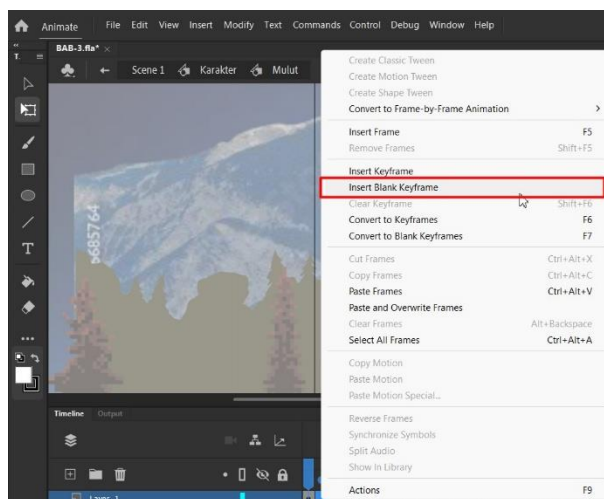 Animate File Edit View Insert Modify Text Commands Control Debug Window Help
BAB-3.fla* ×
Scene 1 Karakter Mulut
5685764
Create Classic Tween
Create Motion Tween
Create Shape Tween
Convert to Frame-by-Frame Animation >
Insert Frame F5
Remove Frames Shift+F5
Insert Keyframe
Insert Blank Keyframe
Clear Keyframe Shift+F6
Convert to Keyframes F6
Convert to Blank Keyframes F7
Cut Frames Ctrl+Alt+X
Copy Frames Ctrl+Alt+C
Paste Frames Ctrl+Alt+V
Paste and Overwrite Frames
Clear Frames Alt+Backspace
Select All Frames Ctrl+Alt+A
Copy Motion
Paste Motion
Paste Motion Special...
Reverse Frames
Synchronize Symbols
Split Audio
Show In Library
Actions F9
Timeline Output
Layer_1